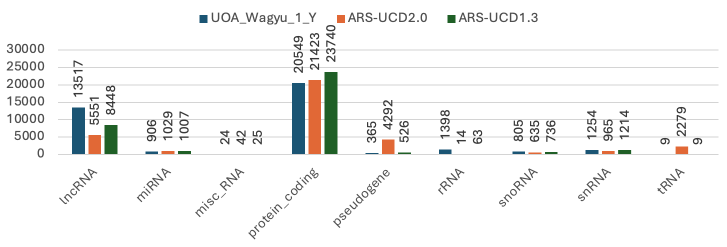 UOA_Wagyu_1_Y ARS-UCD2.0 ARS-UCD1.3
30000
25000
20000
15000
10000
5000
0
13517 5551 8448
906 1029 1007
24 42 25
20549 21423 23740
365 4292 526
1398 14 63
805 635 736
1254 965 1214
9 2279 9
lncRNA miRNA misc_RNA protein_coding pseudogene rRNA snoRNA snRNA tRNA